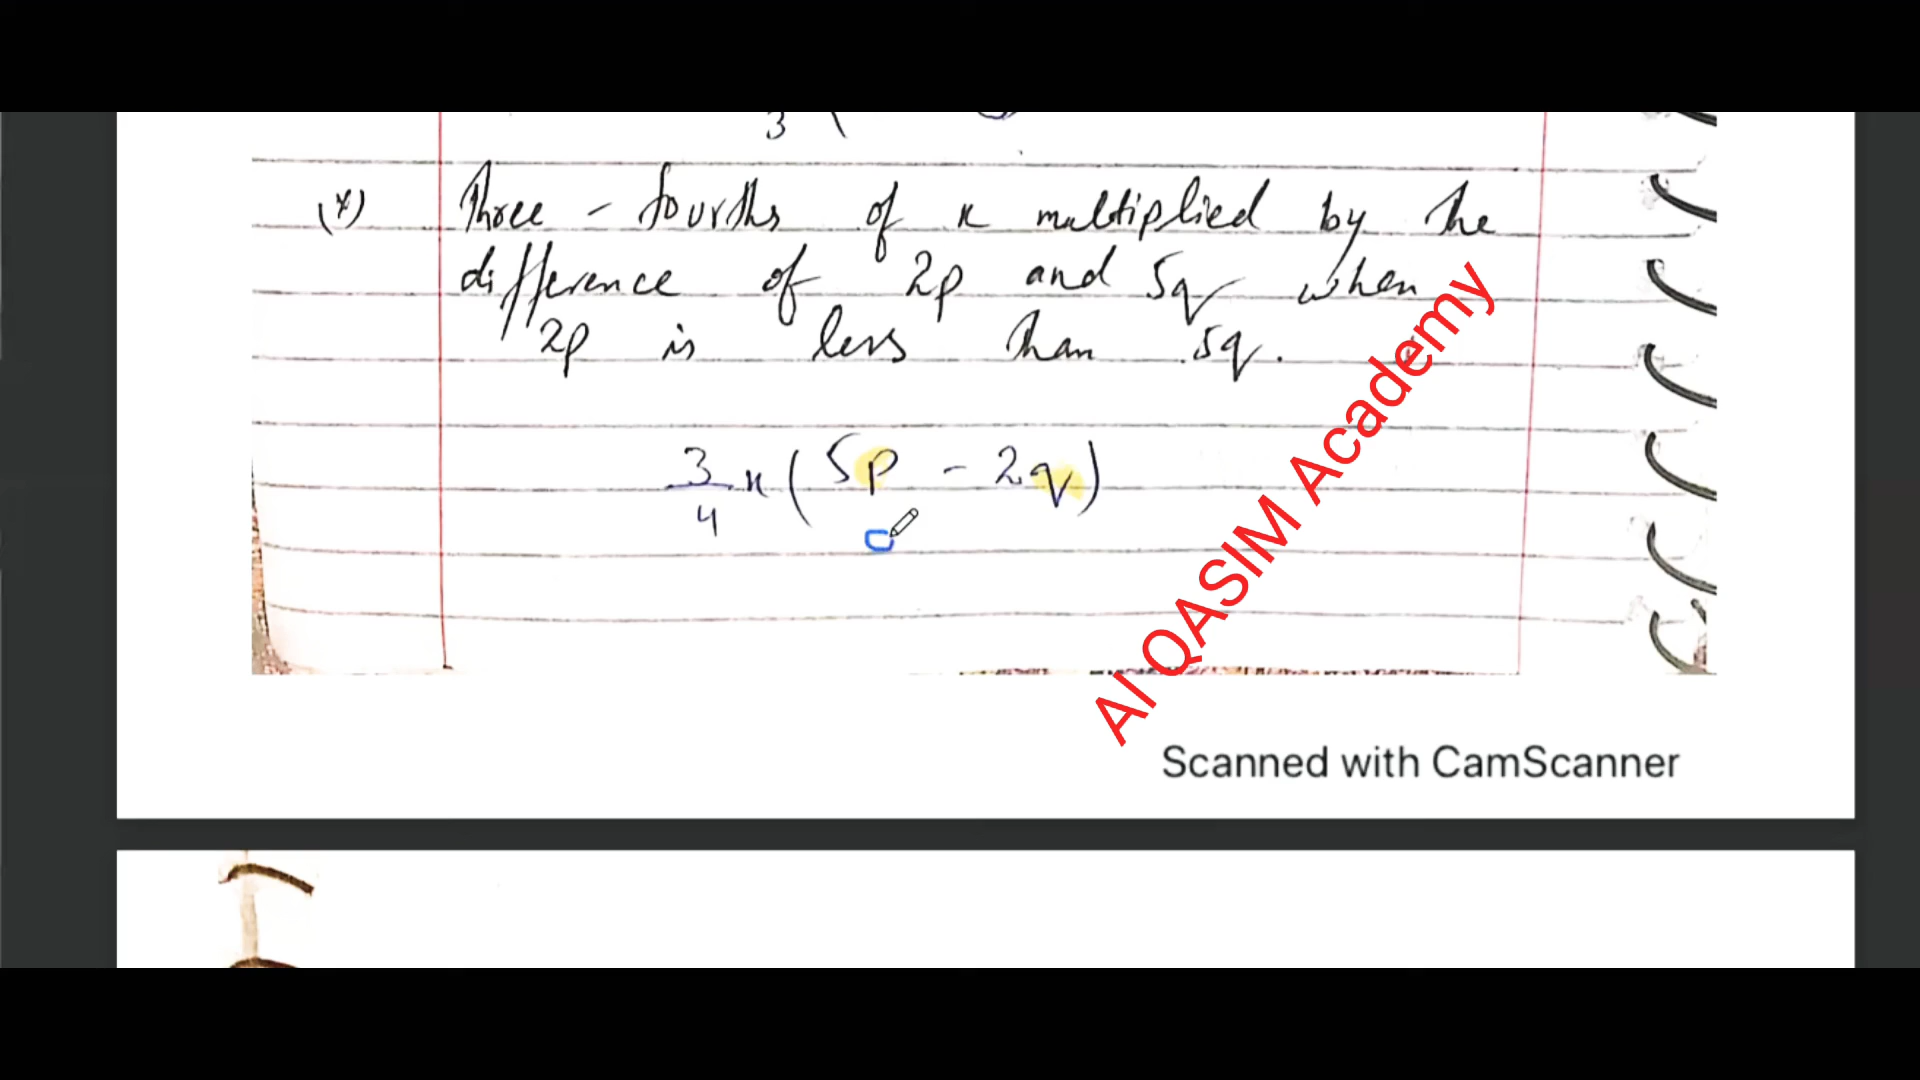 3 (
(x) Three - fourths of x multiplied by the
difference of 2p and 5q when
2p is less than 5q.
3/4 x (5p - 2q)
Al QASIM Academy
Scanned with CamScanner